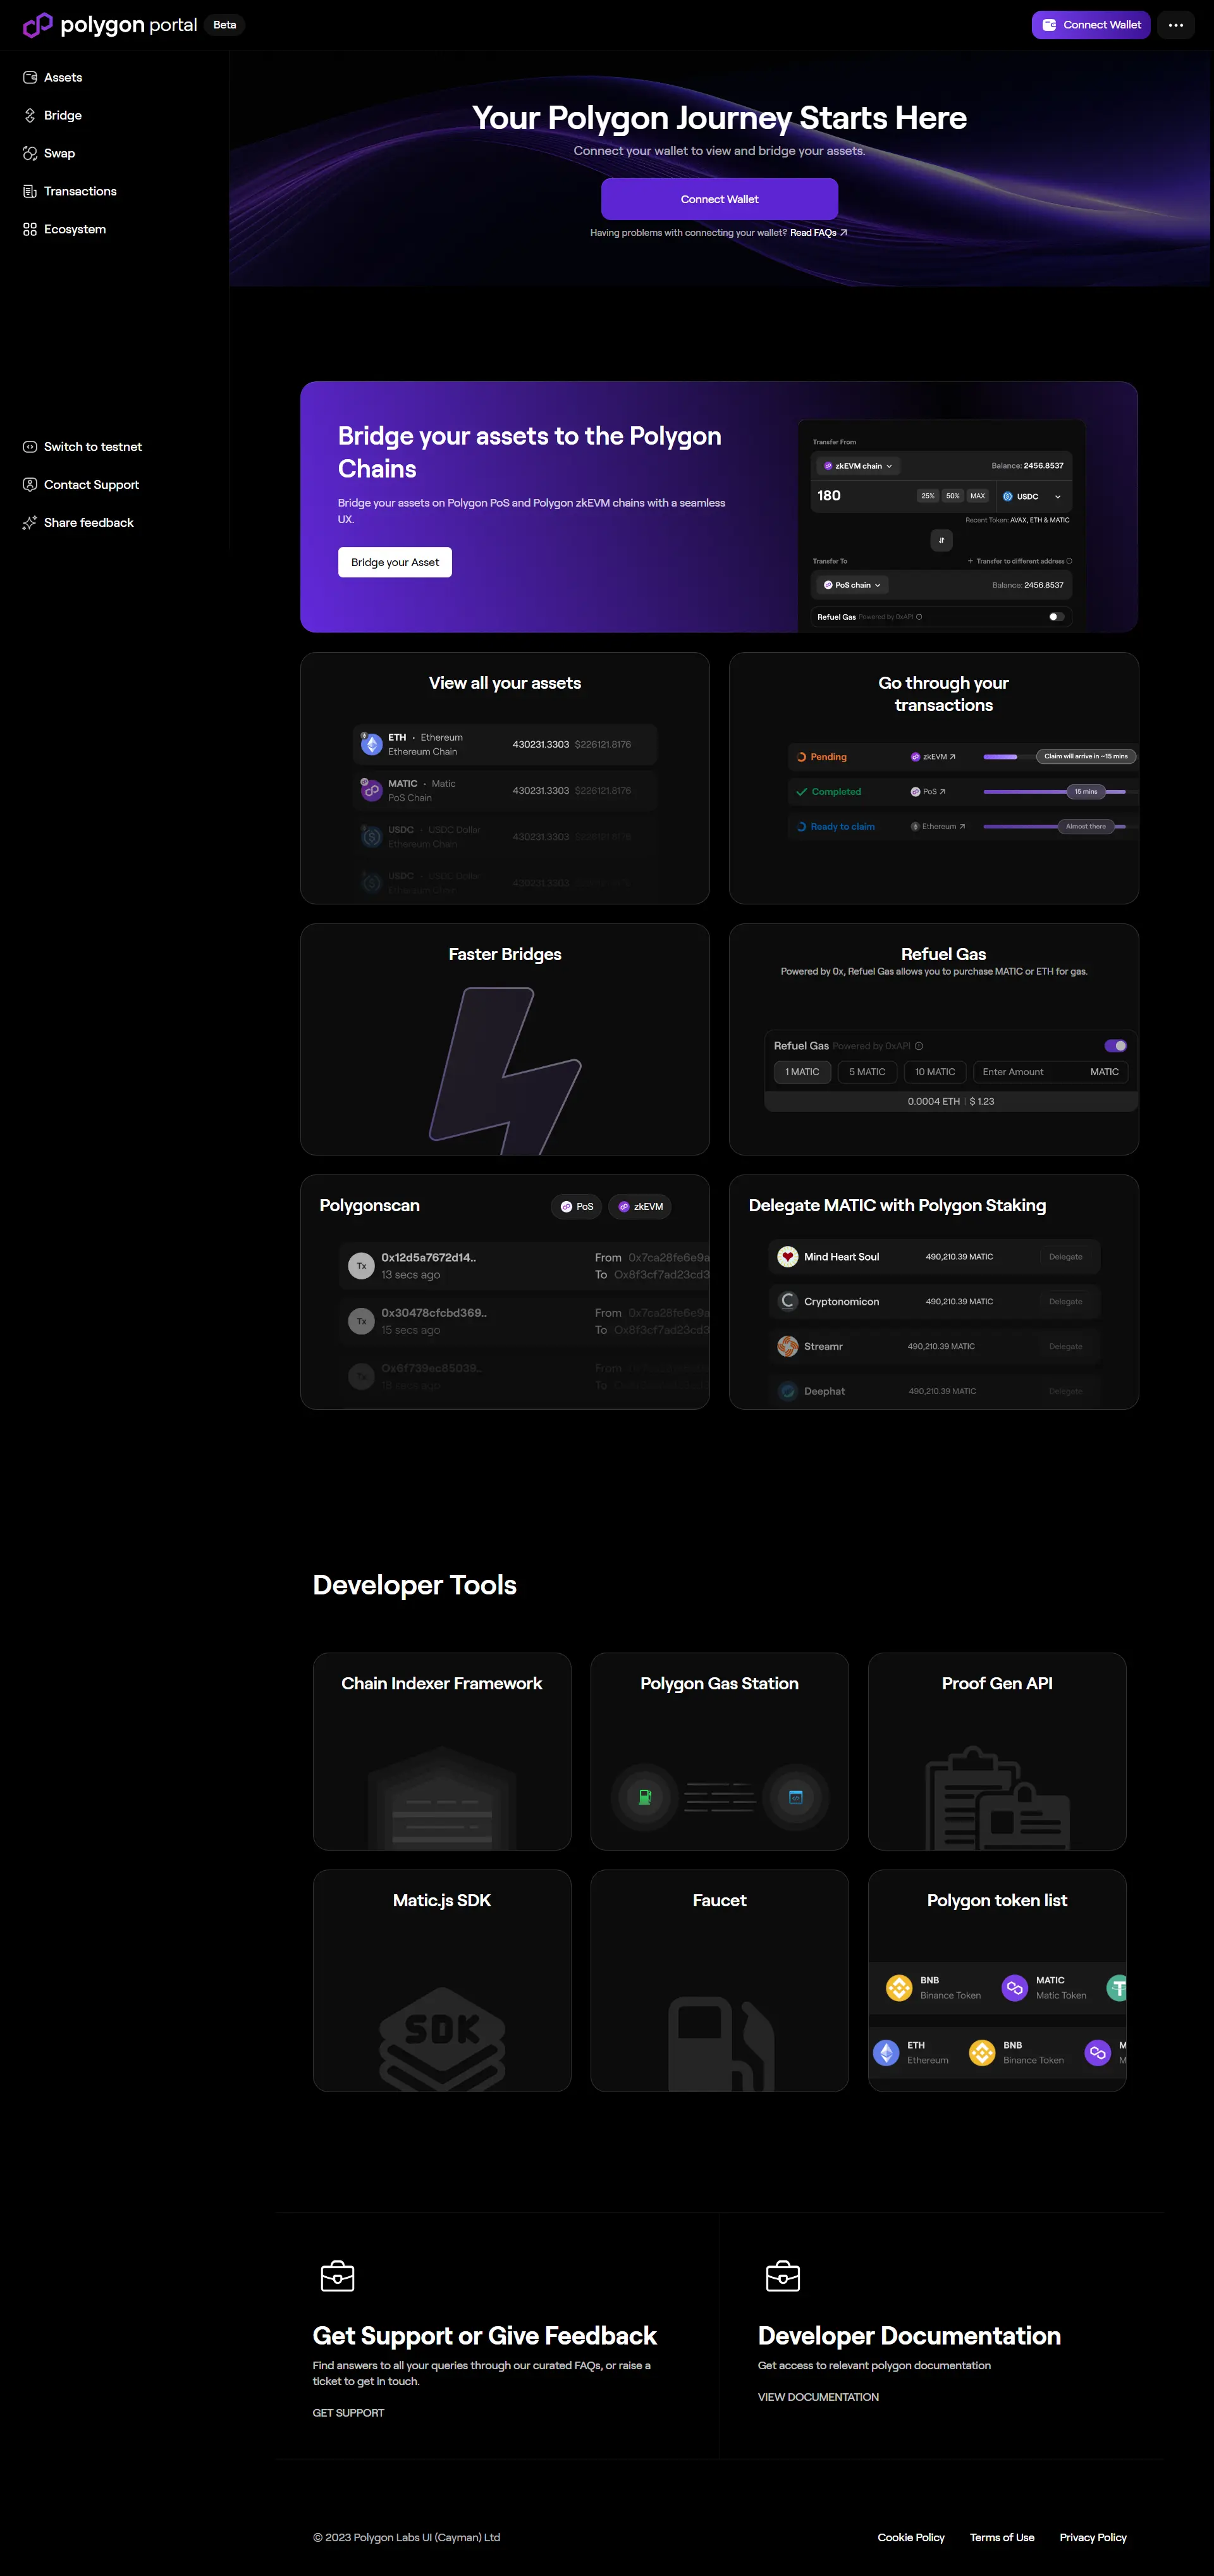 polygon portal Beta
Connect Wallet
Assets
Bridge
Swap
Transactions
Ecosystem
Switch to testnet
Contact Support
Share feedback
Your Polygon Journey Starts Here
Connect your wallet to view and bridge your assets.
Connect Wallet
Having problems with connecting your wallet? Read FAQs
Bridge your assets to the Polygon
Chains
Bridge your assets on Polygon PoS and Polygon zkEVM chains with a seamless
UX.
Bridge your Asset
Transfer From
zkEVM chain Balance: 2456.8537
180 25% 50% MAX USDC
Recent Token: AVAX, ETH & MATIC
Transfer To + Transfer to different address
PoS chain Balance: 2456.8537
Refuel Gas Powered by 0xAPI
View all your assets
ETH · Ethereum
Ethereum Chain
430231.3303 $226121.8176
MATIC · Matic
PoS Chain
430231.3303 $226121.8176
USDC · USDC Dollar
Ethereum Chain
430231.3303 $226121.8176
USDC · USDC Dollar
Ethereum Chain
430231.3303
Go through your
transactions
Pending zkEVM Claim will arrive in ~15 mins
Completed PoS 15 mins
Ready to claim Ethereum Almost there
Faster Bridges
Refuel Gas
Powered by 0x, Refuel Gas allows you to purchase MATIC or ETH for gas.
Refuel Gas Powered by 0xAPI
1 MATIC 5 MATIC 10 MATIC Enter Amount MATIC
0.0004 ETH | $ 1.23
Polygonscan PoS zkEVM
Tx 0x12d5a7672d14.. From 0x7ca28fe6e9a
13 secs ago To 0x8f3cf7ad23cd3
Tx 0x30478cfcbd369.. From 0x7ca28fe6e9a
15 secs ago To 0x8f3cf7ad23cd3
Tx 0x6f739ec85039.. From
To
Delegate MATIC with Polygon Staking
Mind Heart Soul 490,210.39 MATIC Delegate
Cryptonomicon 490,210.39 MATIC Delegate
Streamr 490,210.39 MATIC Delegate
Deephat 490,210.39 MATIC Delegate
Developer Tools
Chain Indexer Framework
Polygon Gas Station
Proof Gen API
Matic.js SDK
SDK
Faucet
Polygon token list
BNB
Binance Token
MATIC
Matic Token
ETH
Ethereum
BNB
Binance Token
M
M
Get Support or Give Feedback
Find answers to all your queries through our curated FAQs, or raise a
ticket to get in touch.
GET SUPPORT
Developer Documentation
Get access to relevant polygon documentation
VIEW DOCUMENTATION
© 2023 Polygon Labs UI (Cayman) Ltd
Cookie Policy Terms of Use Privacy Policy